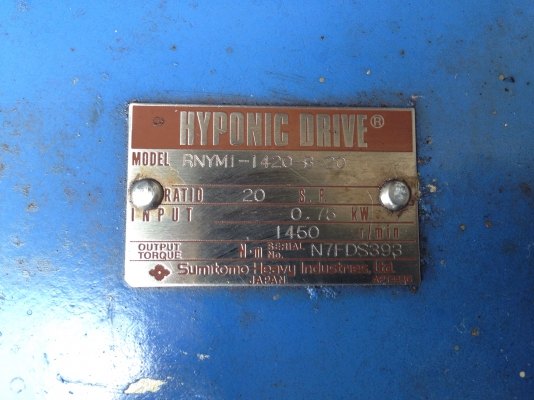 HYPONIC DRIVE®
MODEL RNYM1-1420-B-20
RATIO 20 S.F
INPUT 0.75 kW
1450 r/min
OUTPUT TORQUE N·m SERIAL No. N7FDS393
Sumitomo Heavy Industries, Ltd.
JAPAN